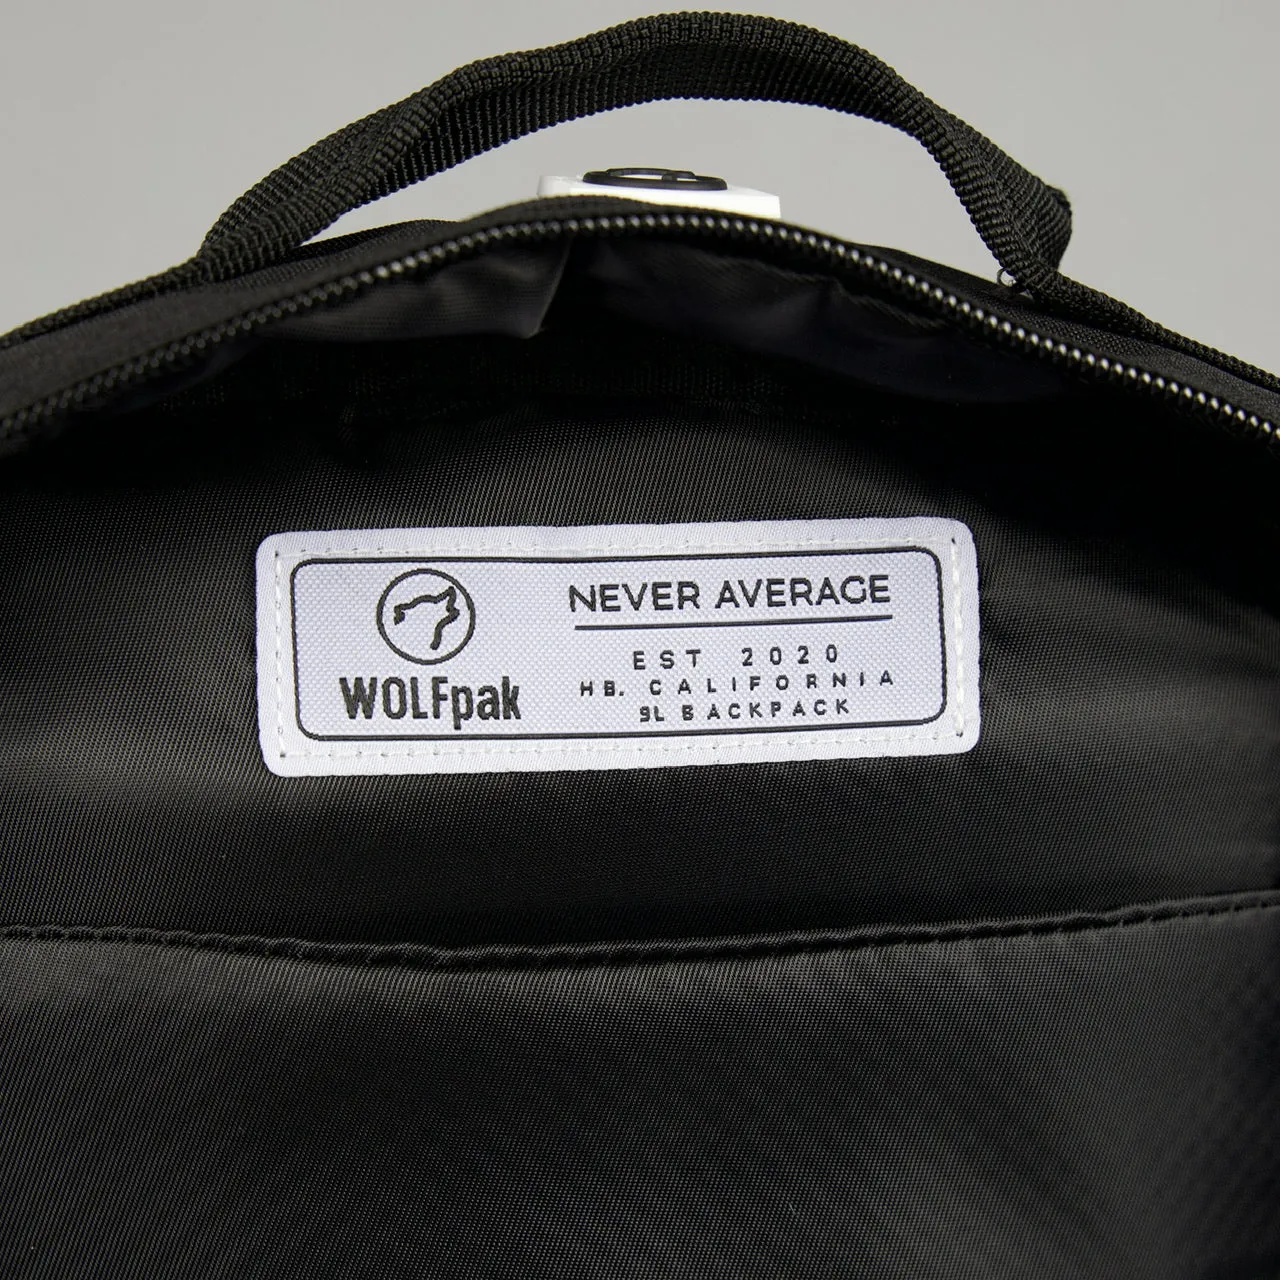 WOLFpak
NEVER AVERAGE
EST 2020
HB. CALIFORNIA
9L BACKPACK